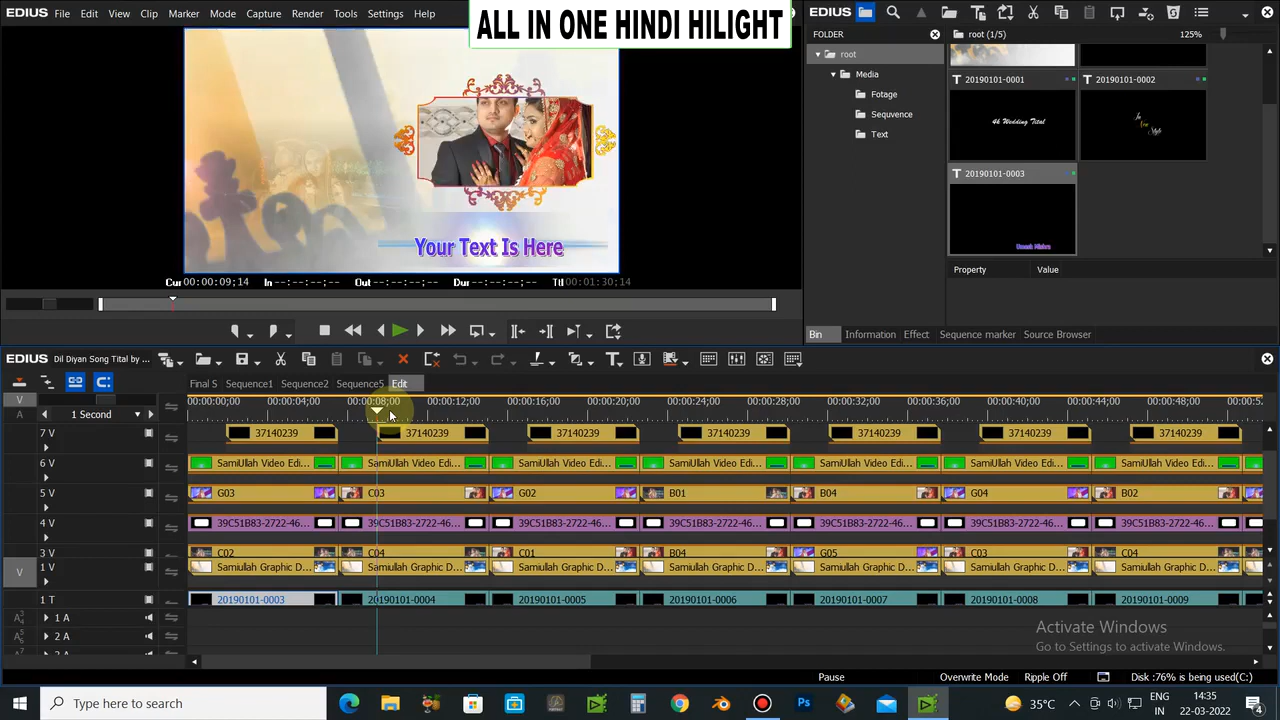 EDIUS File Edit View Clip Marker Mode Capture Render Tools Settings Help
ALL IN ONE HINDI HILIGHT
Your Text Is Here
Cur 00:00:09;14 In --:--:--;-- Out --:--:--;-- Dur --:--:--;-- Ttl 00:01:30;14
EDIUS
FOLDER
root (1/5) 125%
root
Media
Fotage
Sequvence
Text
20190101-0001 20190101-0002
4k Wedding Tital
20190101-0003
Umash Mishra
Property Value
Bin Information Effect Sequence marker Source Browser
EDIUS Dil Diyan Song Tital by ...
Final S Sequence1 Sequence2 Sequence5 Edit
V
A
1 Second
00:00:00;00 00:00:04;00 00:00:08;00 00:00:12;00 00:00:16;00 00:00:20;00 00:00:24;00 00:00:28;00 00:00:32;00 00:00:36;00 00:00:40;00 00:00:44;00 00:00:48;00 00:00:5
7 V 37140239 37140239 37140239 37140239 37140239 37140239 37140239
6 V SamiUllah Video Edi... SamiUllah Video Edi... SamiUllah Video Edi... SamiUllah Video Edi... SamiUllah Video Edi... SamiUllah Video Edi... SamiUllah Video Edi...
5 V G03 C03 G02 B01 B04 G04 B02
4 V 39C51B83-2722-46... 39C51B83-2722-46... 39C51B83-2722-46... 39C51B83-2722-46... 39C51B83-2722-46... 39C51B83-2722-46... 39C51B83-2722-46...
3 V C02 C04 C01 B04 G05 C03 C04
V 1 V Samiullah Graphic D... Samiullah Graphic D... Samiullah Graphic D... Samiullah Graphic D... Samiullah Graphic D... Samiullah Graphic D... Samiullah Graphic D...
1 T 20190101-0003 20190101-0004 20190101-0005 20190101-0006 20190101-0007 20190101-0008 20190101-0009
1 A
2 A
Activate Windows
Go to Settings to activate Windows.
Pause Overwrite Mode Ripple Off Disk :76% is being used(C:)
Type here to search
35°C ENG IN 14:35 22-03-2022 4